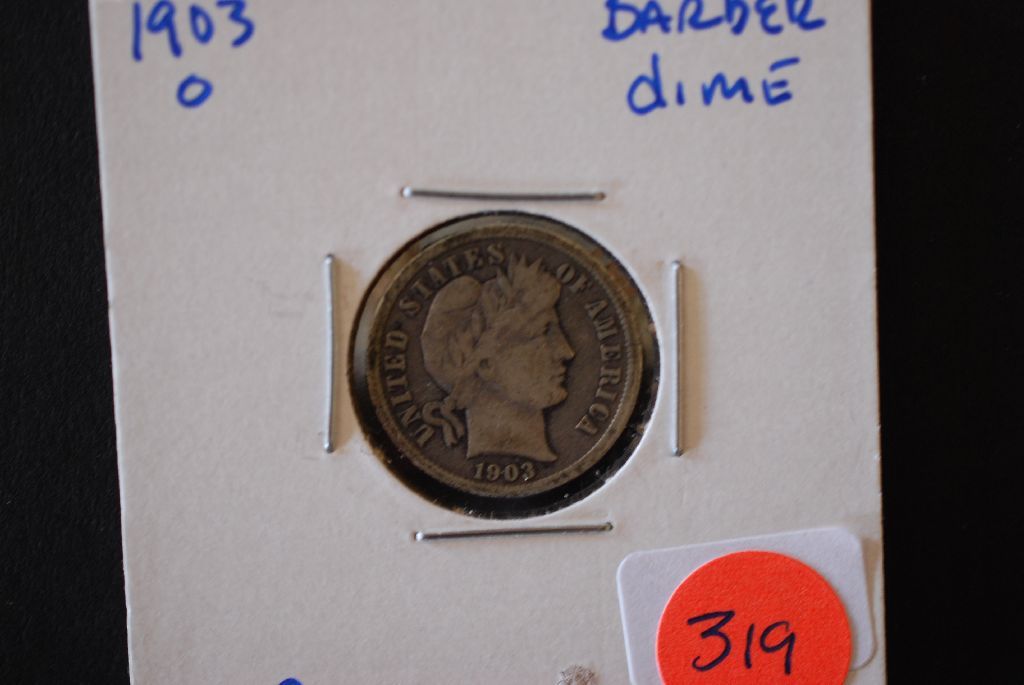 1903 BARBER
O dIME
UNITED STATES OF AMERICA
1903
319